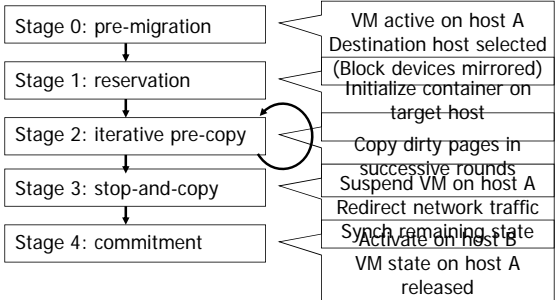 Stage 0: pre-migration
Stage 1: reservation
Stage 2: iterative pre-copy
Stage 3: stop-and-copy
Stage 4: commitment
VM active on host A
Destination host selected
(Block devices mirrored)
Initialize container on
target host
Copy dirty pages in
successive rounds
Suspend VM on host A
Redirect network traffic
Synch remaining state
Activate on host B
VM state on host A
released